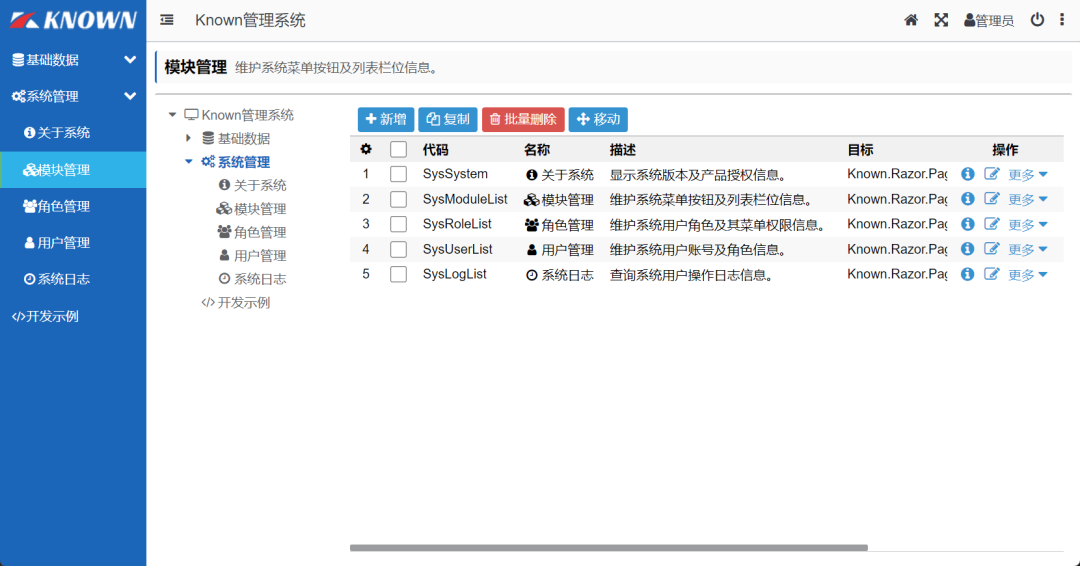 KNOWN
Known管理系统
管理员
基础数据
系统管理
关于系统
模块管理
角色管理
用户管理
系统日志
开发示例
模块管理 维护系统菜单按钮及列表栏位信息。
Known管理系统
基础数据
系统管理
关于系统
模块管理
角色管理
用户管理
系统日志
开发示例
新增 复制 批量删除 移动
代码 名称 描述 目标 操作
1 SysSystem 关于系统 显示系统版本及产品授权信息。 Known.Razor.Pag 更多
2 SysModuleList 模块管理 维护系统菜单按钮及列表栏位信息。 Known.Razor.Pag 更多
3 SysRoleList 角色管理 维护系统用户角色及其菜单权限信息。 Known.Razor.Pag 更多
4 SysUserList 用户管理 维护系统用户账号及角色信息。 Known.Razor.Pag 更多
5 SysLogList 系统日志 查询系统用户操作日志信息。 Known.Razor.Pag 更多